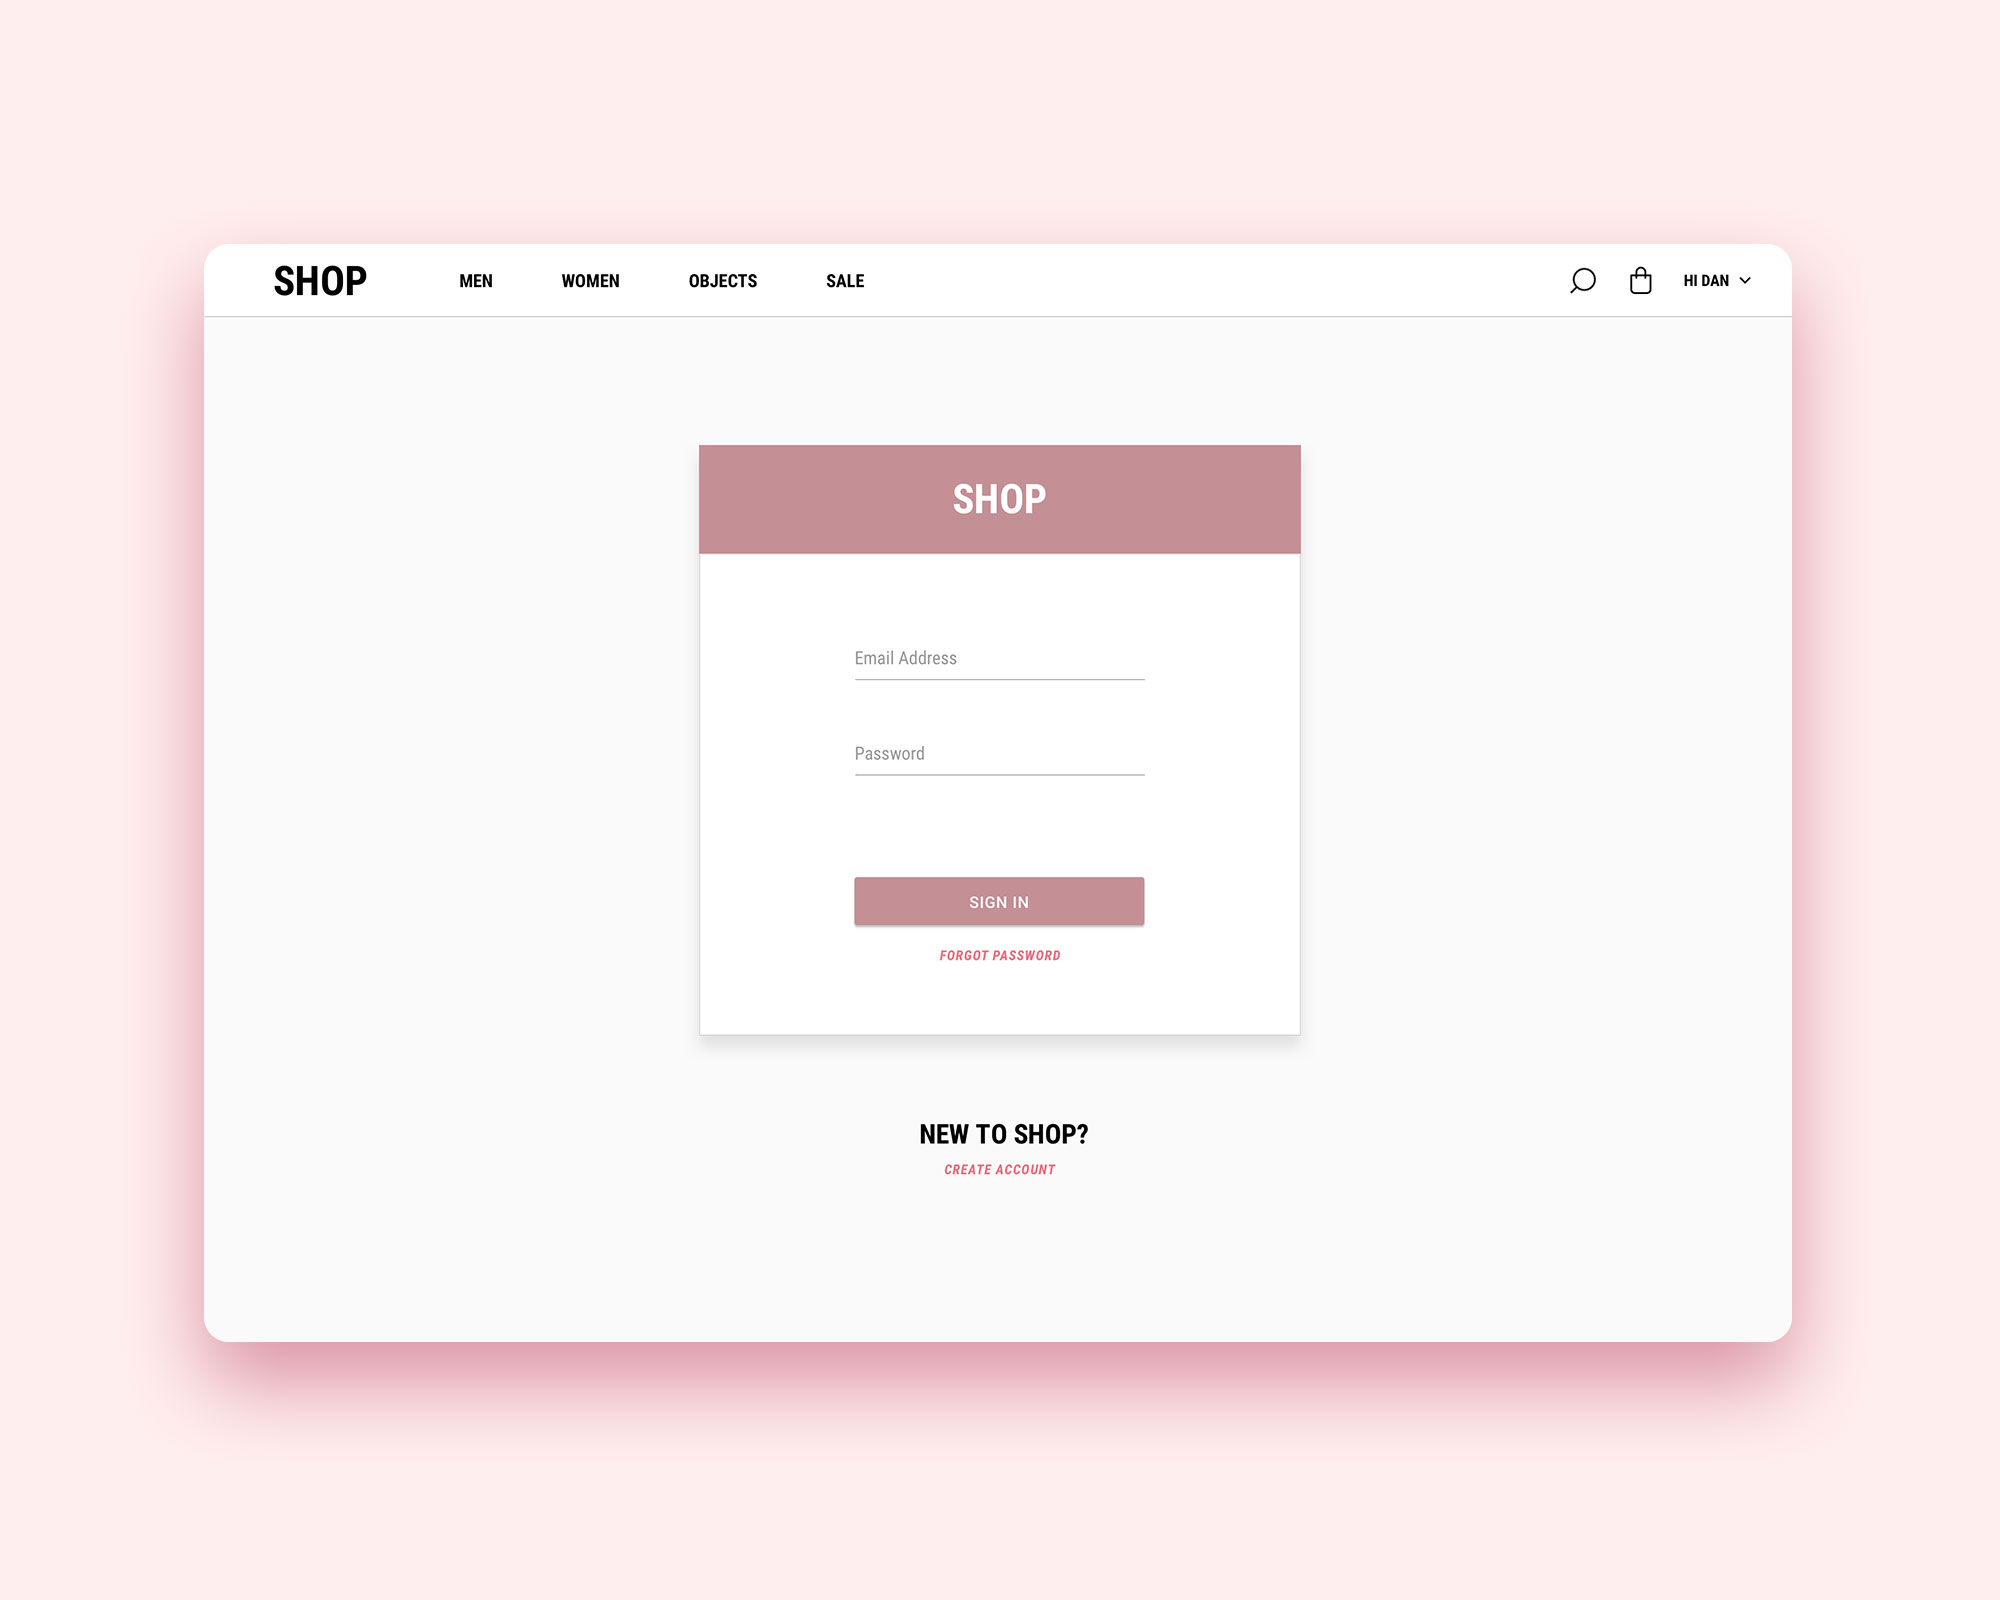 SHOP MEN WOMEN OBJECTS SALE HI DAN
SHOP
Email Address
Password
SIGN IN
FORGOT PASSWORD
NEW TO SHOP?
CREATE ACCOUNT